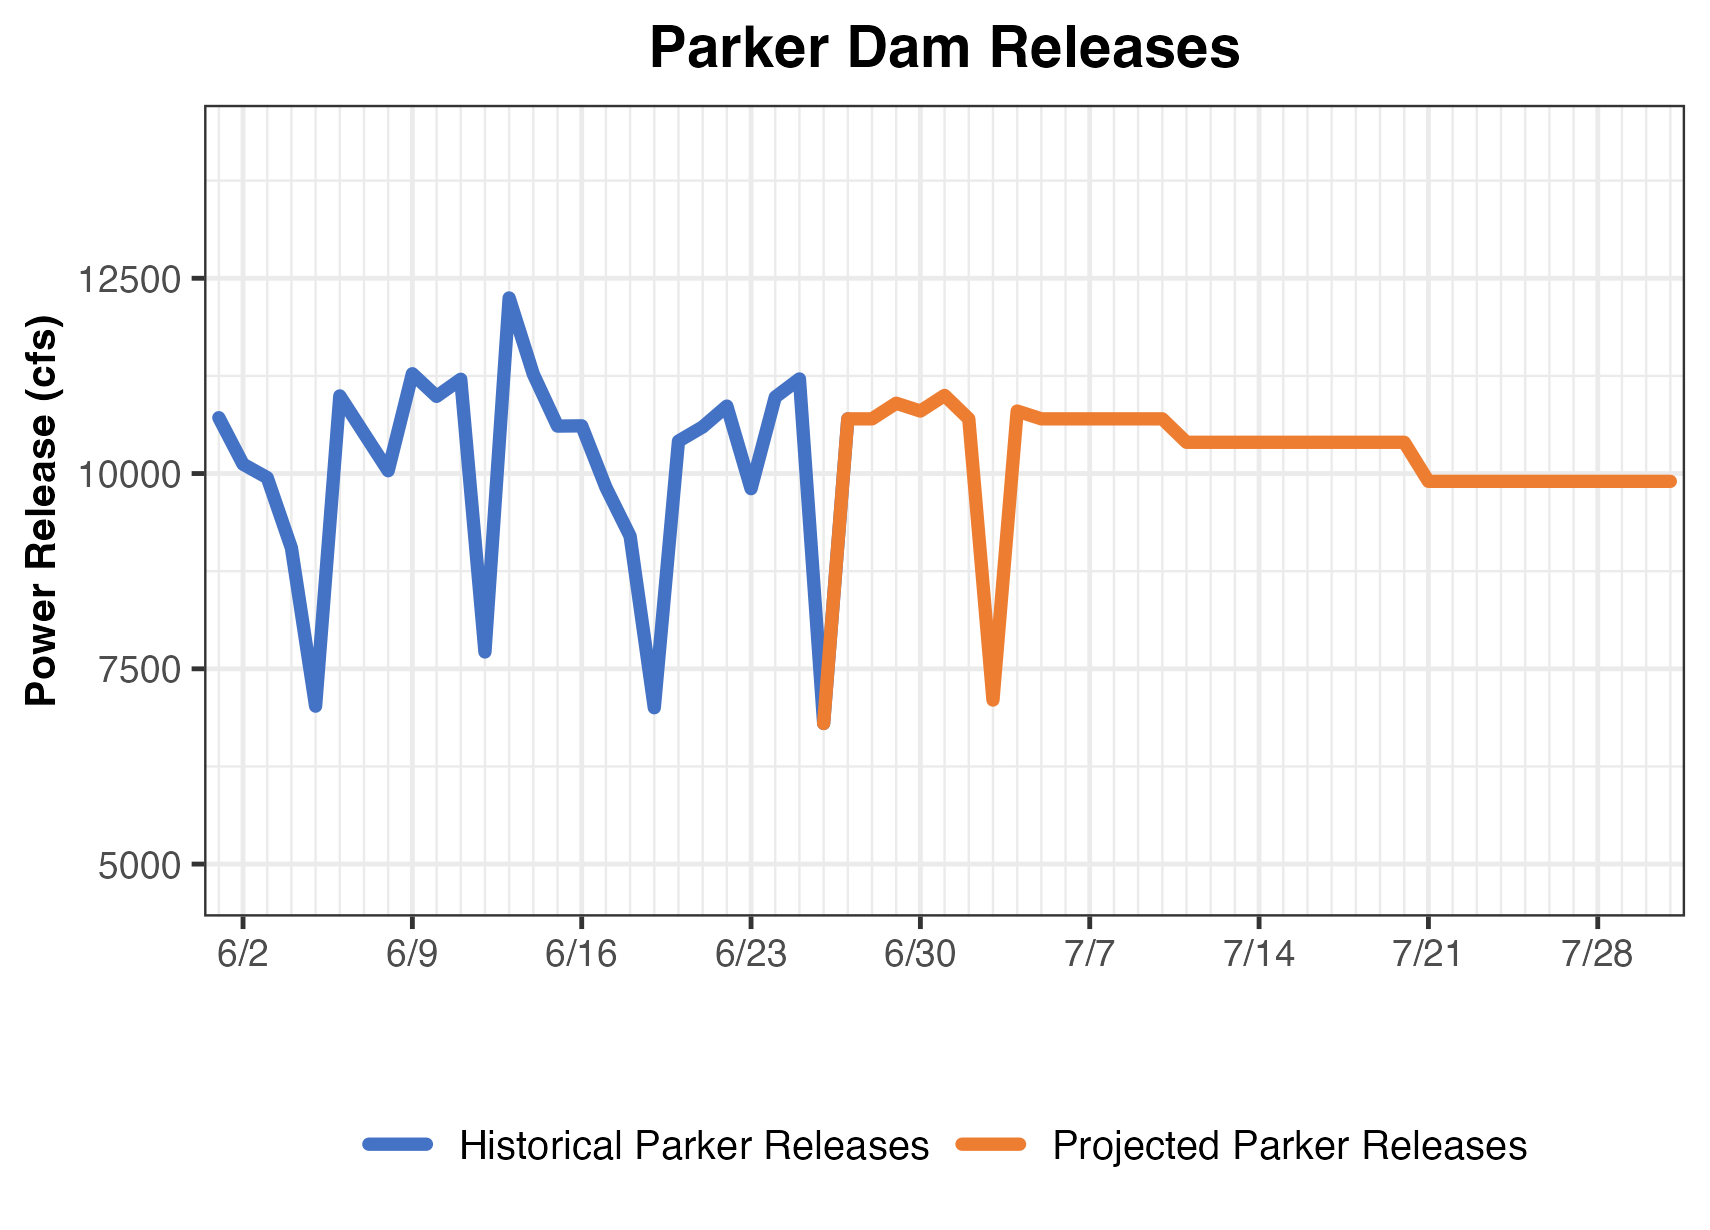 Parker Dam Releases
Power Release (cfs)
12500
10000
7500
5000
6/2 6/9 6/16 6/23 6/30 7/7 7/14 7/21 7/28
Historical Parker Releases Projected Parker Releases